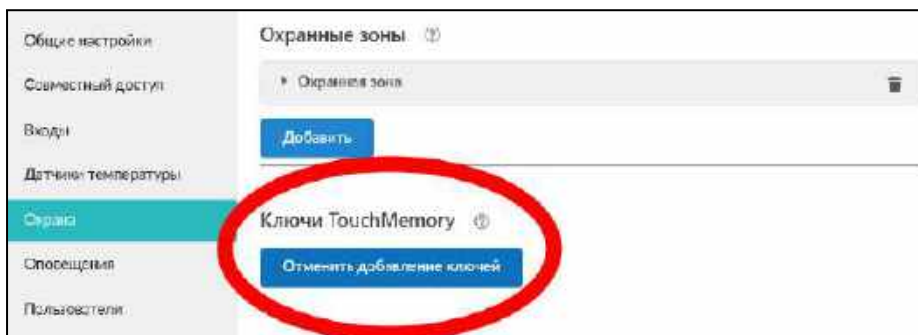 Общие настройки
Совместный доступ
Входы
Датчики температуры
Охрана
Оповещения
Пользователи
Охранные зоны
Охранная зона
Добавить
Ключи TouchMemory
Отменить добавление ключей